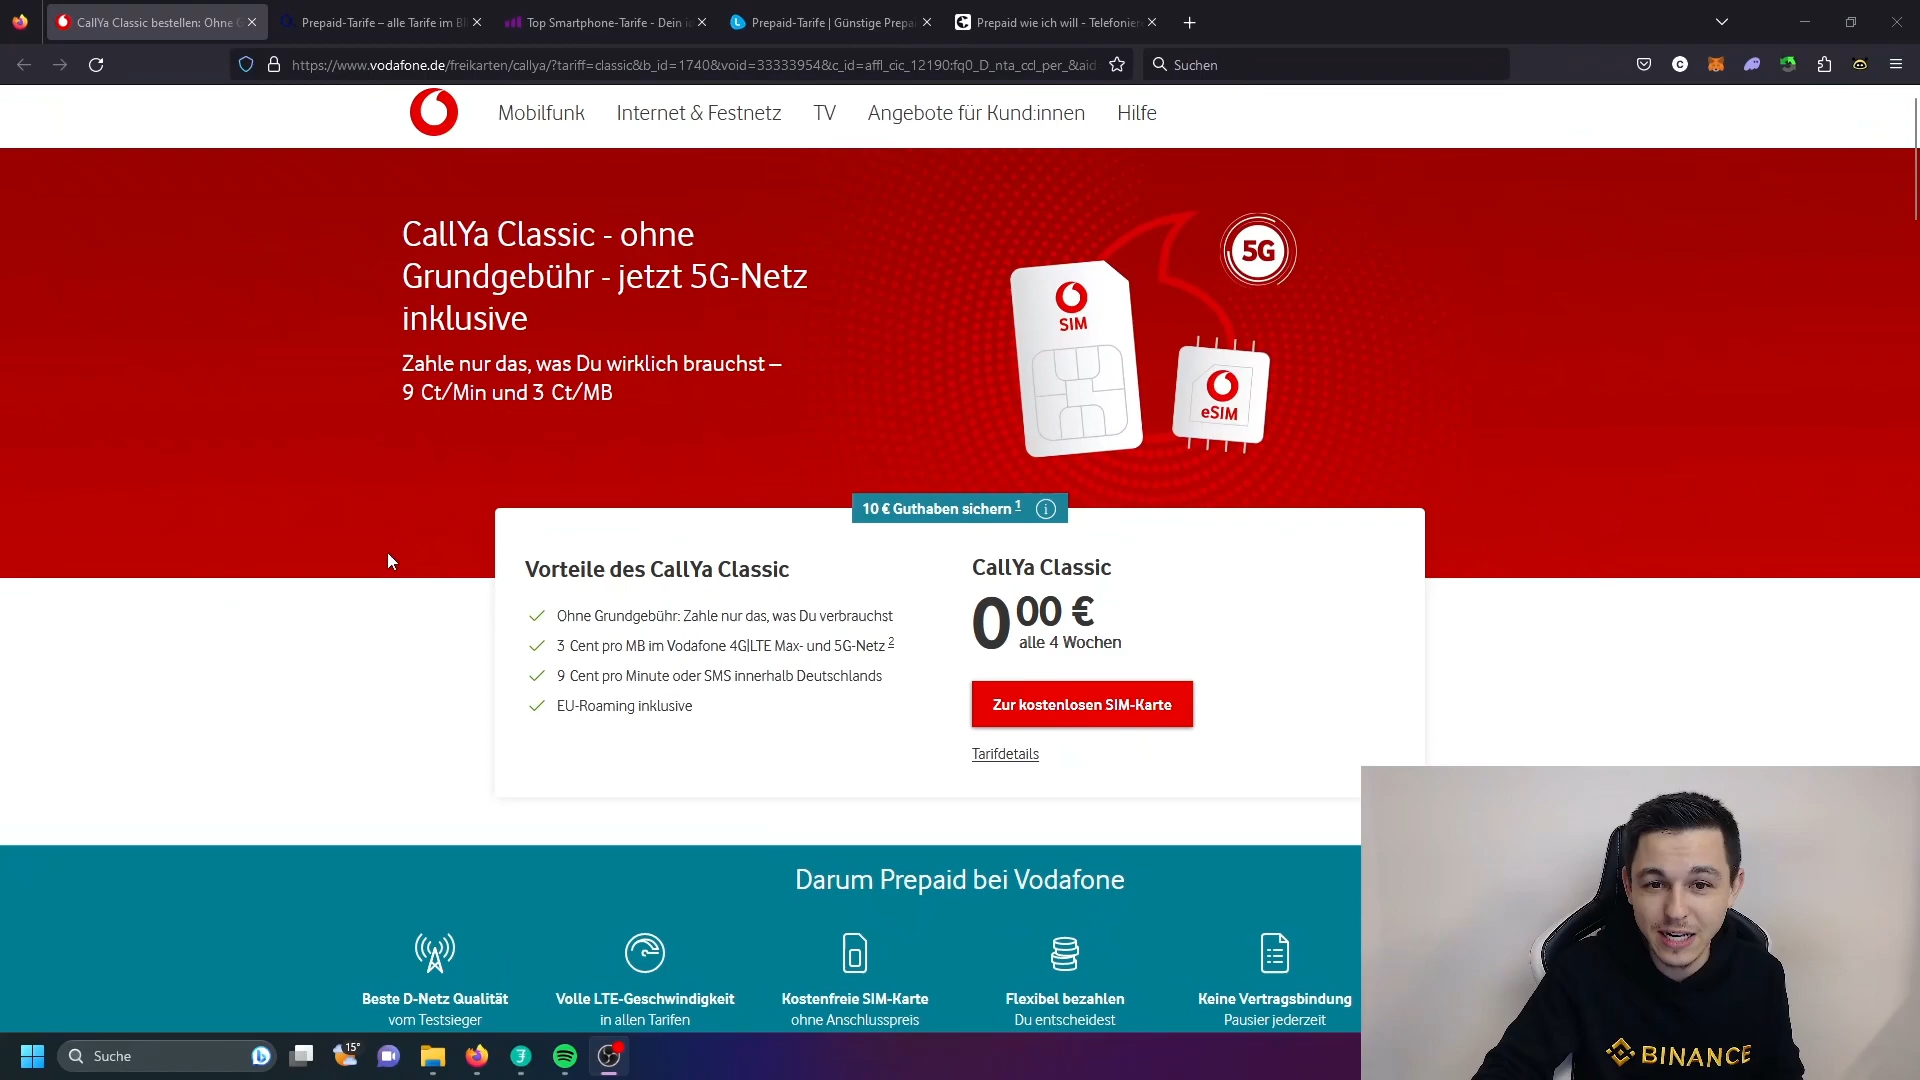 CallYa Classic bestellen: Ohne G
Prepaid-Tarife – alle Tarife im Bl
Top Smartphone-Tarife - Dein i
Prepaid-Tarife | Günstige Prepai
Prepaid wie ich will - Telefonier
https://www.vodafone.de/freikarten/callya/?tariff=classic&b_id=1740&void=33333954&c_id=affl_cic_12190:fq0_D_nta_ccl_per_&aid
Suchen
Mobilfunk Internet & Festnetz TV Angebote für Kund:innen Hilfe
CallYa Classic - ohne
Grundgebühr - jetzt 5G-Netz
inklusive
Zahle nur das, was Du wirklich brauchst –
9 Ct/Min und 3 Ct/MB
5G
SIM
eSIM
10 € Guthaben sichern 1
Vorteile des CallYa Classic
Ohne Grundgebühr: Zahle nur das, was Du verbrauchst
3 Cent pro MB im Vodafone 4G|LTE Max- und 5G-Netz 2
9 Cent pro Minute oder SMS innerhalb Deutschlands
EU-Roaming inklusive
CallYa Classic
0 00 €
alle 4 Wochen
Zur kostenlosen SIM-Karte
Tarifdetails
Darum Prepaid bei Vodafone
Beste D-Netz Qualität
vom Testsieger
Volle LTE-Geschwindigkeit
in allen Tarifen
Kostenfreie SIM-Karte
ohne Anschlusspreis
Flexibel bezahlen
Du entscheidest
Keine Vertragsbindung
Pausier jederzeit
BINANCE
Suche
15°